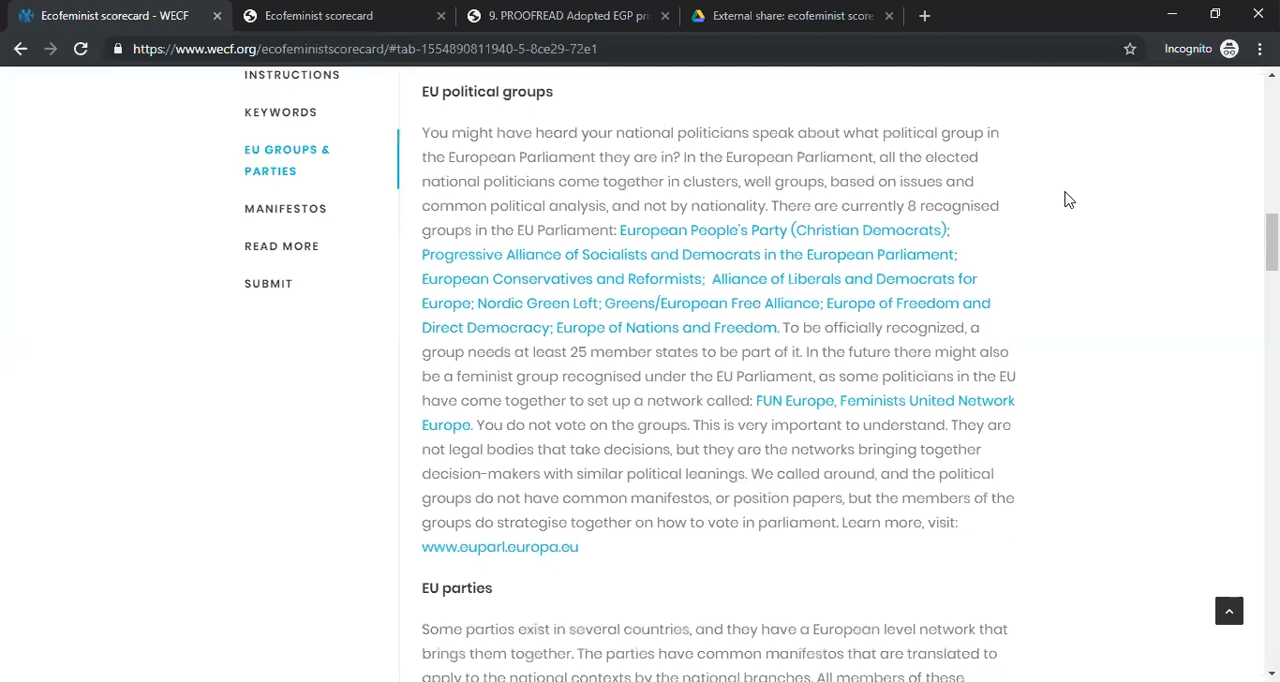 Ecofeminist scorecard - WECF
Ecofeminist scorecard
9. PROOFREAD Adopted EGP pri
External share: ecofeminist score
https://www.wecf.org/ecofeministscorecard/#tab-1554890811940-5-8ce29-72e1
Incognito
INSTRUCTIONS
KEYWORDS
EU GROUPS &
PARTIES
MANIFESTOS
READ MORE
SUBMIT
EU political groups
You might have heard your national politicians speak about what political group in
the European Parliament they are in? In the European Parliament, all the elected
national politicians come together in clusters, well groups, based on issues and
common political analysis, and not by nationality. There are currently 8 recognised
groups in the EU Parliament: European People's Party (Christian Democrats);
Progressive Alliance of Socialists and Democrats in the European Parliament;
European Conservatives and Reformists; Alliance of Liberals and Democrats for
Europe; Nordic Green Left; Greens/European Free Alliance; Europe of Freedom and
Direct Democracy; Europe of Nations and Freedom. To be officially recognized, a
group needs at least 25 member states to be part of it. In the future there might also
be a feminist group recognised under the EU Parliament, as some politicians in the EU
have come together to set up a network called: FUN Europe, Feminists United Network
Europe. You do not vote on the groups. This is very important to understand. They are
not legal bodies that take decisions, but they are the networks bringing together
decision-makers with similar political leanings. We called around, and the political
groups do not have common manifestos, or position papers, but the members of the
groups do strategise together on how to vote in parliament. Learn more, visit:
www.euparl.europa.eu
EU parties
Some parties exist in several countries, and they have a European level network that
brings them together. The parties have common manifestos that are translated to
apply to the national contexts by the national branches. All members of these